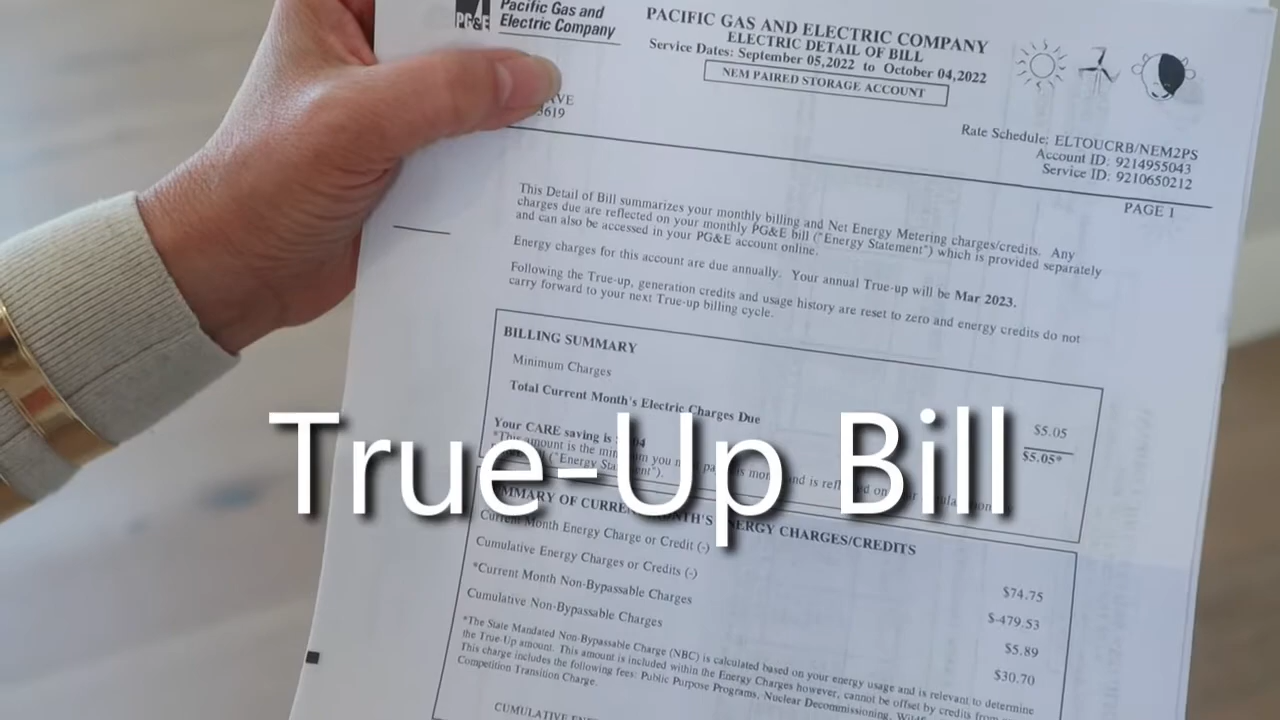 PG&E
Pacific Gas and
Electric Company
PACIFIC GAS AND ELECTRIC COMPANY
ELECTRIC DETAIL OF BILL
Service Dates: September 05,2022 to October 04,2022
NEM PAIRED STORAGE ACCOUNT
AVE
3619
Rate Schedule: ELTOUCRB/NEM2PS
Account ID: 9214955043
Service ID: 9210650212
PAGE 1
This Detail of Bill summarizes your monthly billing and Net Energy Metering charges/credits. Any
charges due are reflected on your monthly PG&E bill ("Energy Statement") which is provided separately
and can also be accessed in your PG&E account online.
Energy charges for this account are due annually. Your annual True-up will be Mar 2023.
Following the True-up, generation credits and usage history are reset to zero and energy credits do not
carry forward to your next True-up billing cycle.
BILLING SUMMARY
Minimum Charges $5.05
Total Current Month's Electric Charges Due $5.05*
Your CARE saving is
*This amount is the
True-Up Bill
CHARGES/CREDITS
Current Month Energy Charge or Credit (-) $74.75
Cumulative Energy Charges or Credits (-) $-479.53
*Current Month Non-Bypassable Charges $5.89
Cumulative Non-Bypassable Charges $30.70
*The State Mandated Non-Bypassable Charge (NBC) is calculated based on your energy usage and is relevant to determine
the True-Up amount. This amount is included within the Energy Charges however, cannot be offset by credits from
This charge includes the following fees: Public Purpose Programs, Nuclear Decommissioning,
Competition Transition Charge.